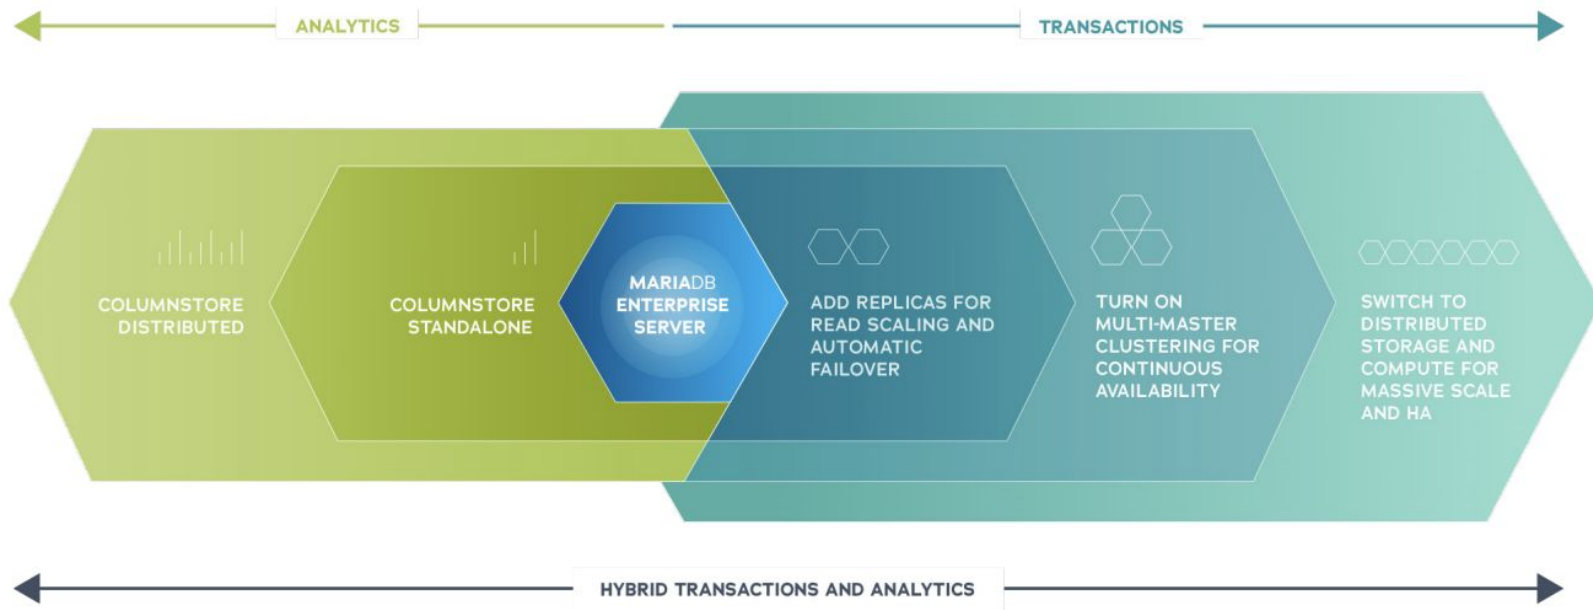 ANALYTICS
TRANSACTIONS
COLUMNSTORE
DISTRIBUTED
COLUMNSTORE
STANDALONE
MARIADB
ENTERPRISE
SERVER
ADD REPLICAS FOR
READ SCALING AND
AUTOMATIC
FAILOVER
TURN ON
MULTI-MASTER
CLUSTERING FOR
CONTINUOUS
AVAILABILITY
SWITCH TO
DISTRIBUTED
STORAGE AND
COMPUTE FOR
MASSIVE SCALE
AND HA
HYBRID TRANSACTIONS AND ANALYTICS